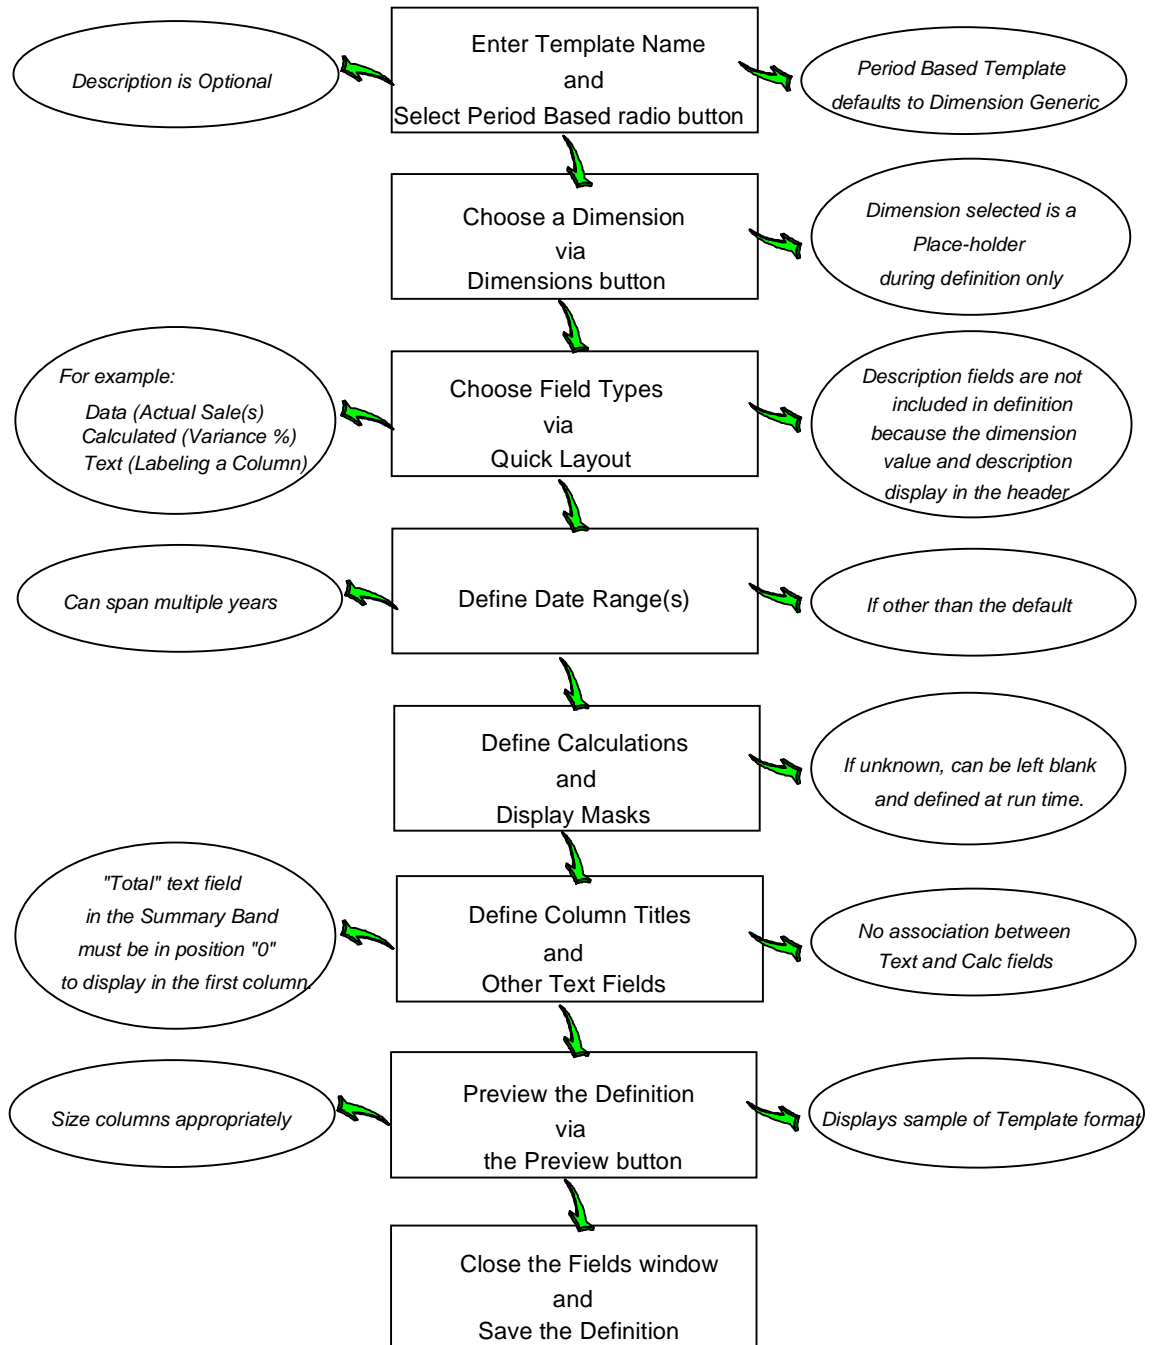 Enter Template Name
and
Select Period Based radio button
Description is Optional
Period Based Template
defaults to Dimension Generic
Choose a Dimension
via
Dimensions button
Dimension selected is a
Place-holder
during definition only
For example:
Data (Actual Sale(s)
Calculated (Variance %)
Text (Labeling a Column)
Choose Field Types
via
Quick Layout
Description fields are not
included in definition
because the dimension
value and description
display in the header
Can span multiple years
Define Date Range(s)
If other than the default
Define Calculations
and
Display Masks
If unknown, can be left blank
and defined at run time.
"Total" text field
in the Summary Band
must be in position "0"
to display in the first column.
Define Column Titles
and
Other Text Fields
No association between
Text and Calc fields
Size columns appropriately
Preview the Definition
via
the Preview button
Displays sample of Template format
Close the Fields window
and
Save the Definition